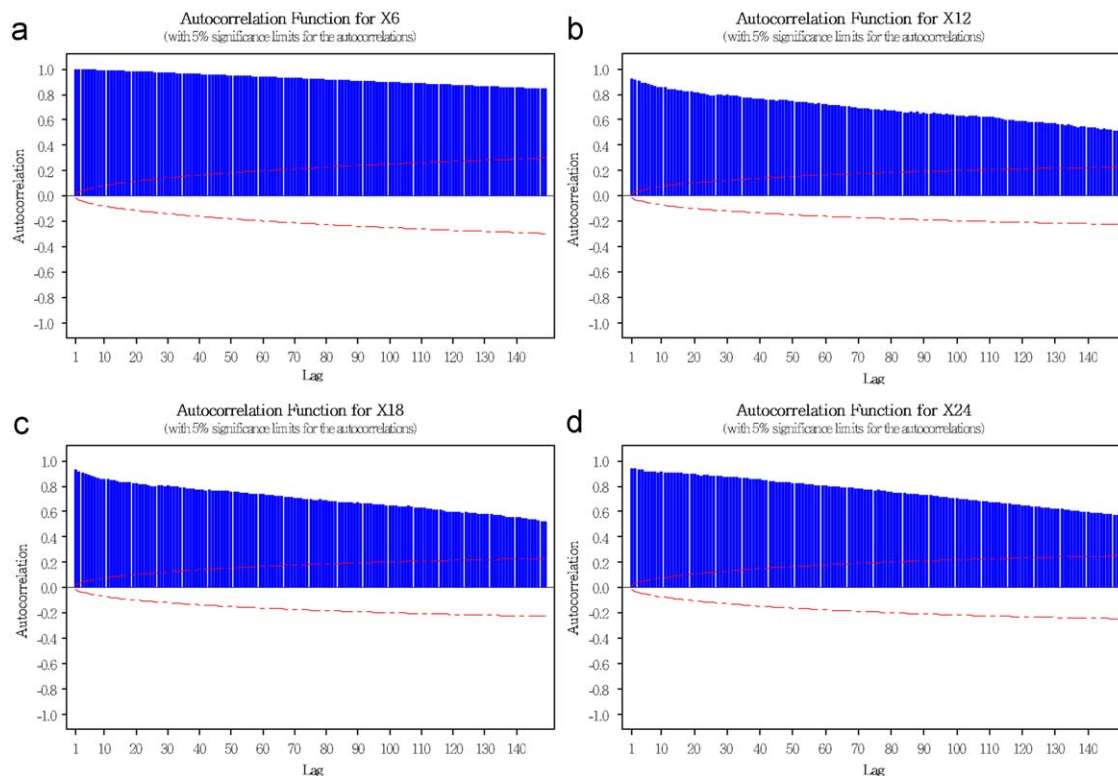 a
Autocorrelation Function for X6
(with 5% significance limits for the autocorrelations)
1.0
0.8
0.6
0.4
0.2
0.0
-0.2
-0.4
-0.6
-0.8
-1.0
Autocorrelation
1 10 20 30 40 50 60 70 80 90 100 110 120 130 140
Lag
b
Autocorrelation Function for X12
(with 5% significance limits for the autocorrelations)
1.0
0.8
0.6
0.4
0.2
0.0
-0.2
-0.4
-0.6
-0.8
-1.0
Autocorrelation
1 10 20 30 40 50 60 70 80 90 100 110 120 130 140
Lag
c
Autocorrelation Function for X18
(with 5% significance limits for the autocorrelations)
1.0
0.8
0.6
0.4
0.2
0.0
-0.2
-0.4
-0.6
-0.8
-1.0
Autocorrelation
1 10 20 30 40 50 60 70 80 90 100 110 120 130 140
Lag
d
Autocorrelation Function for X24
(with 5% significance limits for the autocorrelations)
1.0
0.8
0.6
0.4
0.2
0.0
-0.2
-0.4
-0.6
-0.8
-1.0
Autocorrelation
1 10 20 30 40 50 60 70 80 90 100 110 120 130 140
Lag